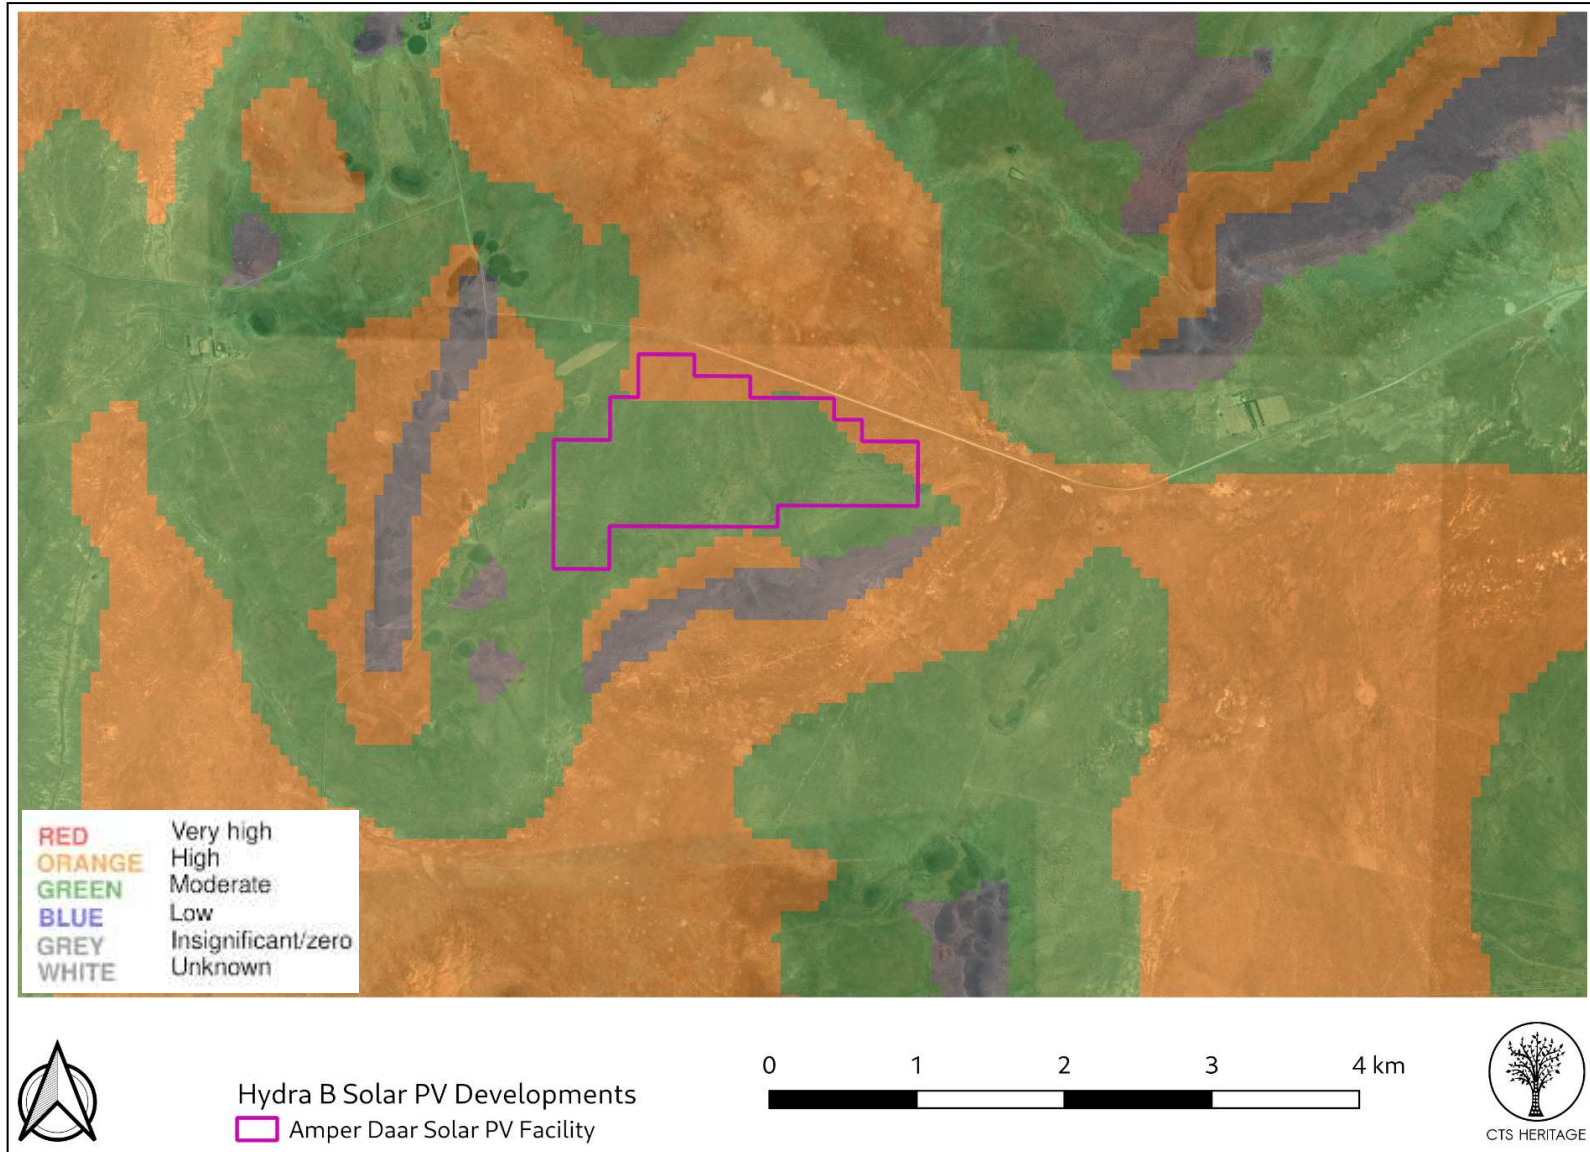 RED Very high
ORANGE High
GREEN Moderate
BLUE Low
GREY Insignificant/zero
WHITE Unknown
Hydra B Solar PV Developments
Amper Daar Solar PV Facility
0 1 2 3 4 km
CTS HERITAGE